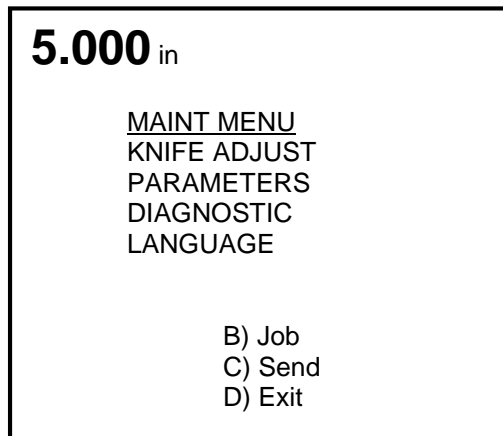 5.000 in
MAINT MENU
KNIFE ADJUST
PARAMETERS
DIAGNOSTIC
LANGUAGE
B) Job
C) Send
D) Exit